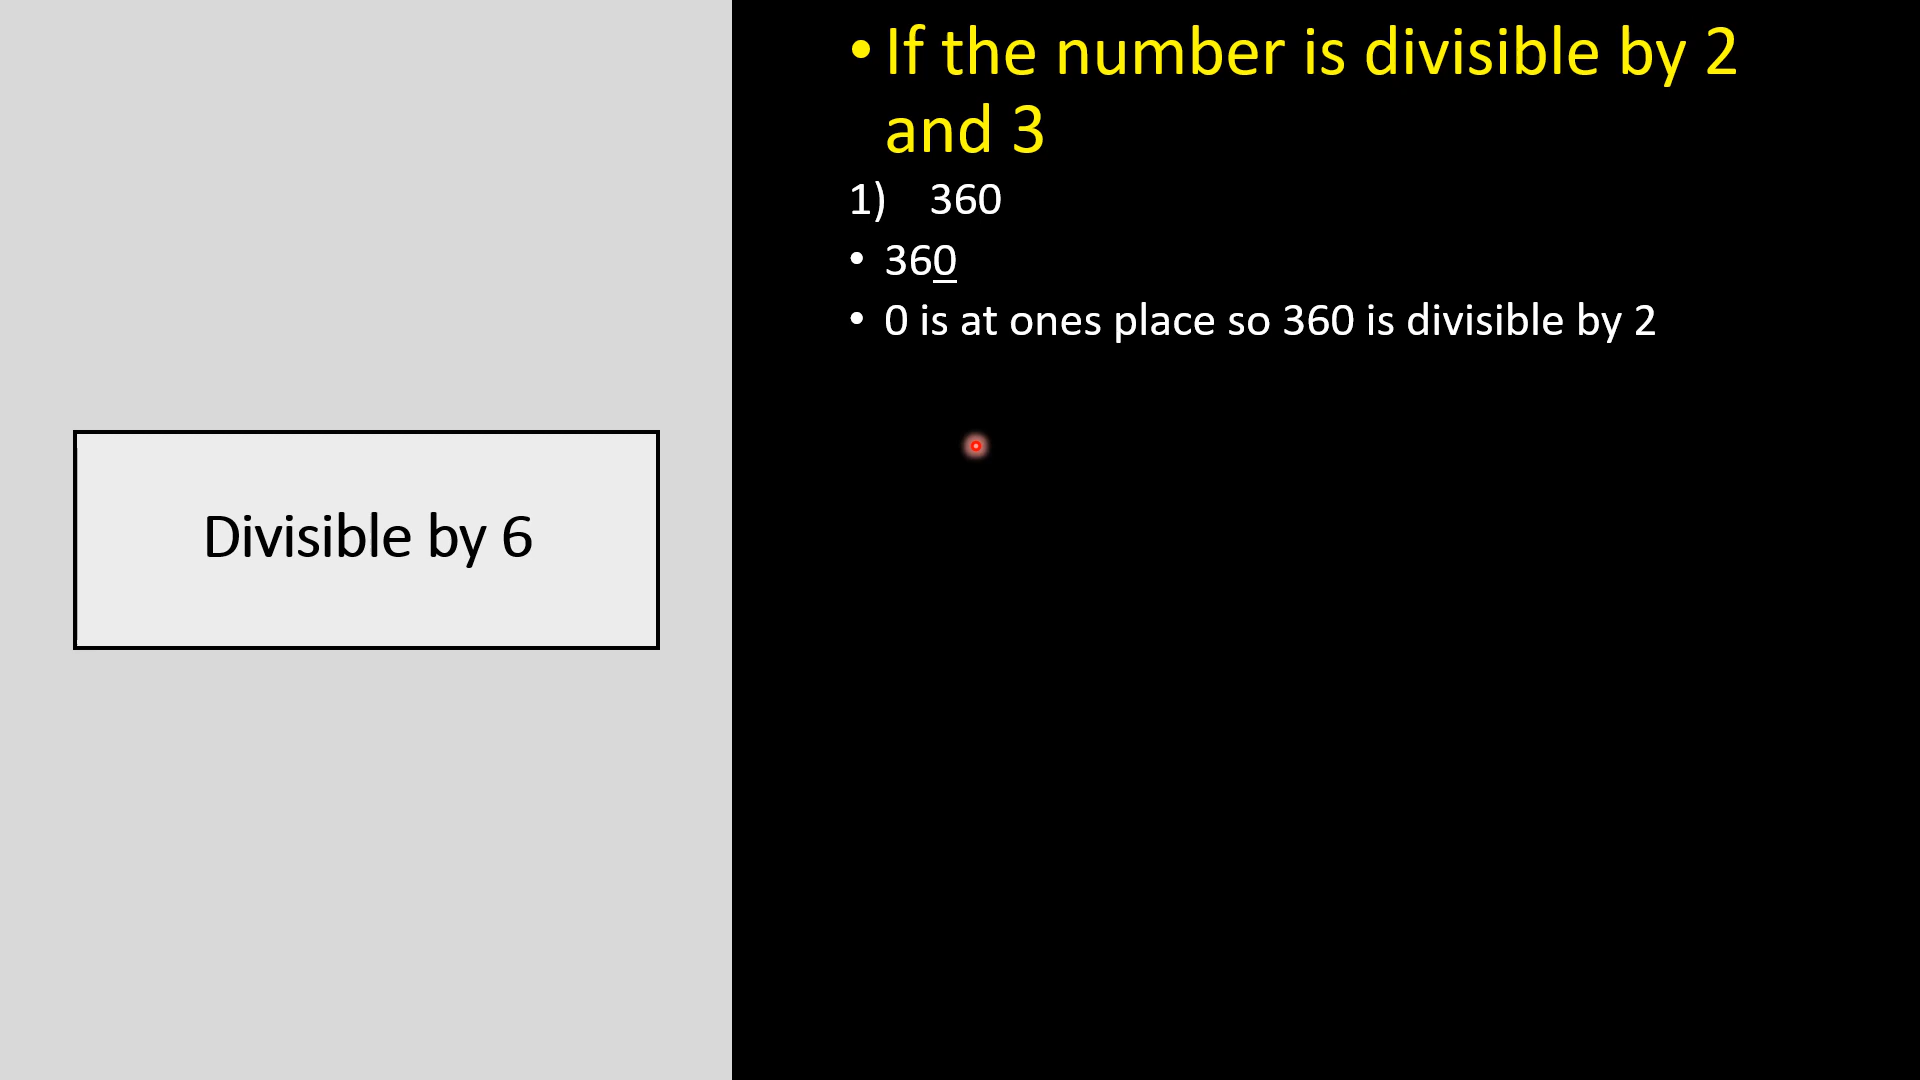 Divisible by 6
• If the number is divisible by 2
and 3
1) 360
• 360
• 0 is at ones place so 360 is divisible by 2